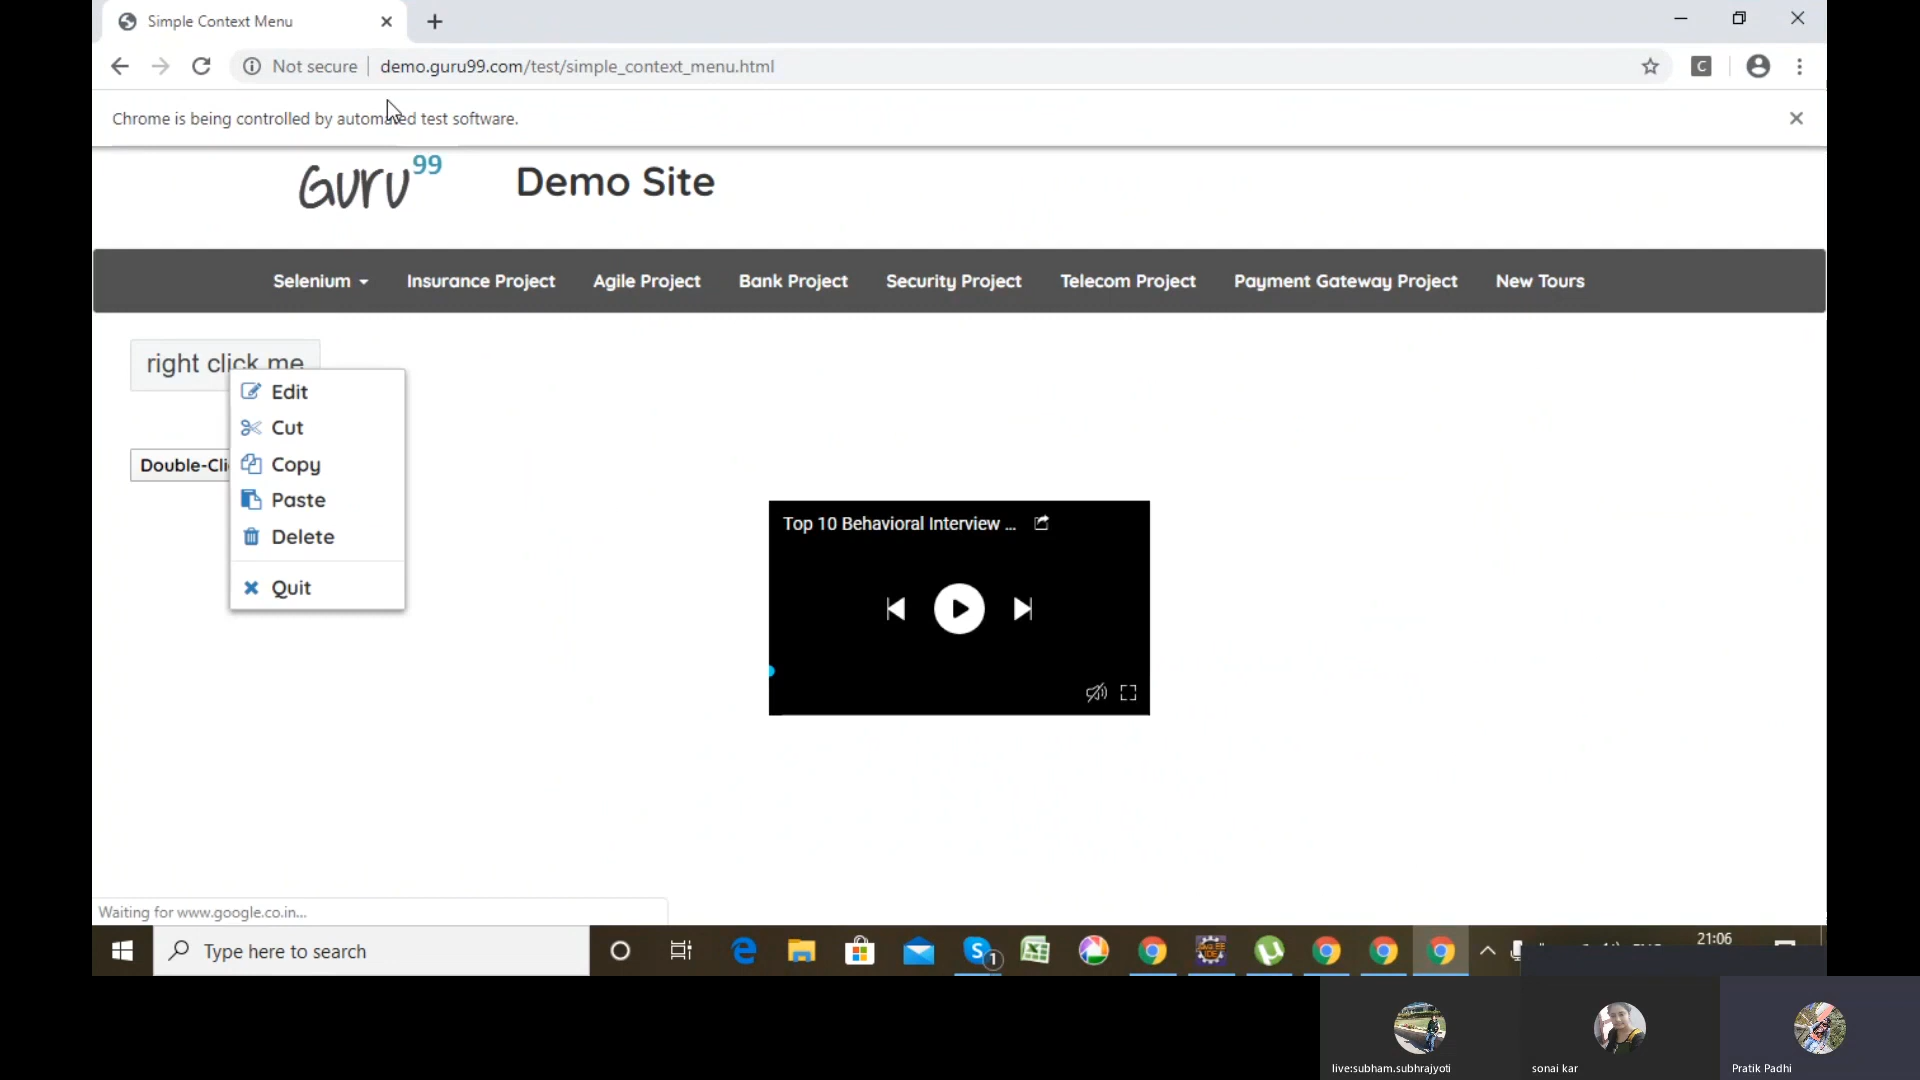 Simple Context Menu
Not secure
demo.guru99.com/test/simple_context_menu.html
C
Chrome is being controlled by automated test software.
Guru99
Demo Site
Selenium
Insurance Project
Agile Project
Bank Project
Security Project
Telecom Project
Payment Gateway Project
New Tours
right click me
Edit
Cut
Copy
Paste
Delete
Quit
Double-Cli
Top 10 Behavioral Interview ...
Waiting for www.google.co.in...
Type here to search
1
21:06
live:subham.subhrajyoti
sonai kar
Pratik Padhi